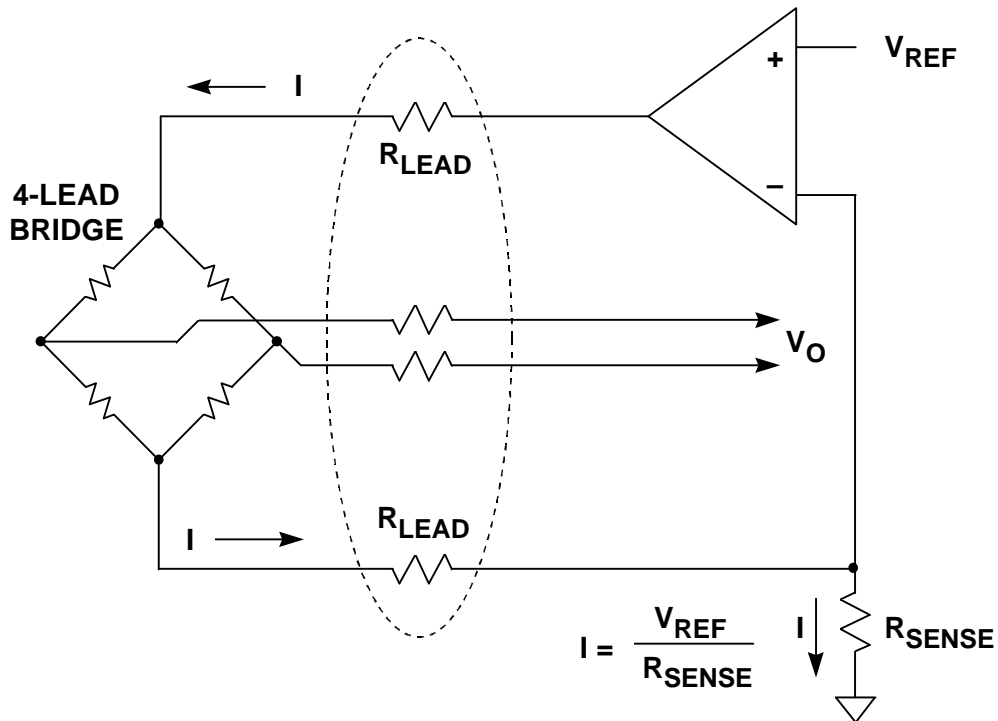 I
+
V_REF
R_LEAD
−
4-LEAD
BRIDGE
V_O
R_LEAD
I
I = V_REF / R_SENSE
I
R_SENSE